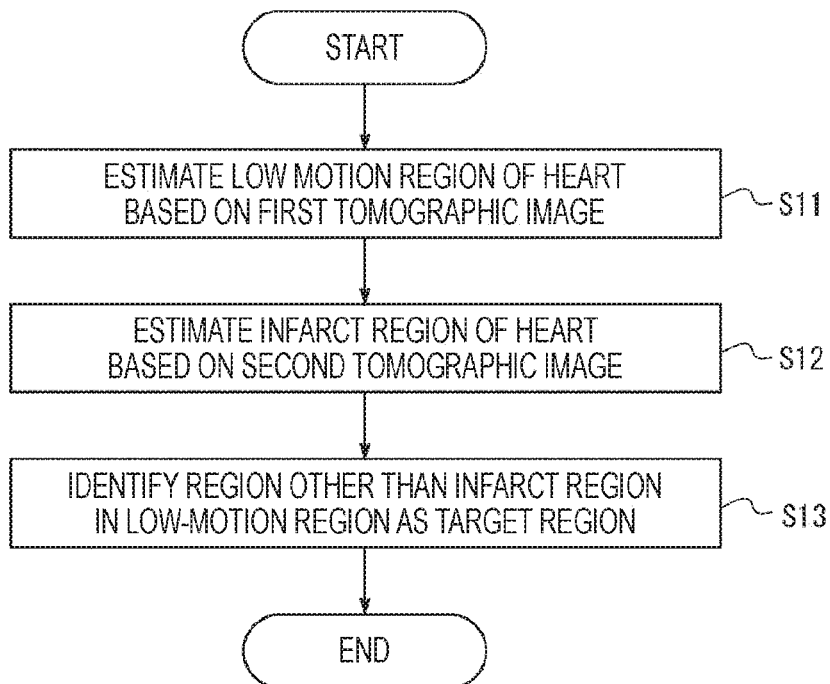 START
ESTIMATE LOW MOTION REGION OF HEART
BASED ON FIRST TOMOGRAPHIC IMAGE
S11
ESTIMATE INFARCT REGION OF HEART
BASED ON SECOND TOMOGRAPHIC IMAGE
S12
IDENTIFY REGION OTHER THAN INFARCT REGION
IN LOW-MOTION REGION AS TARGET REGION
S13
END